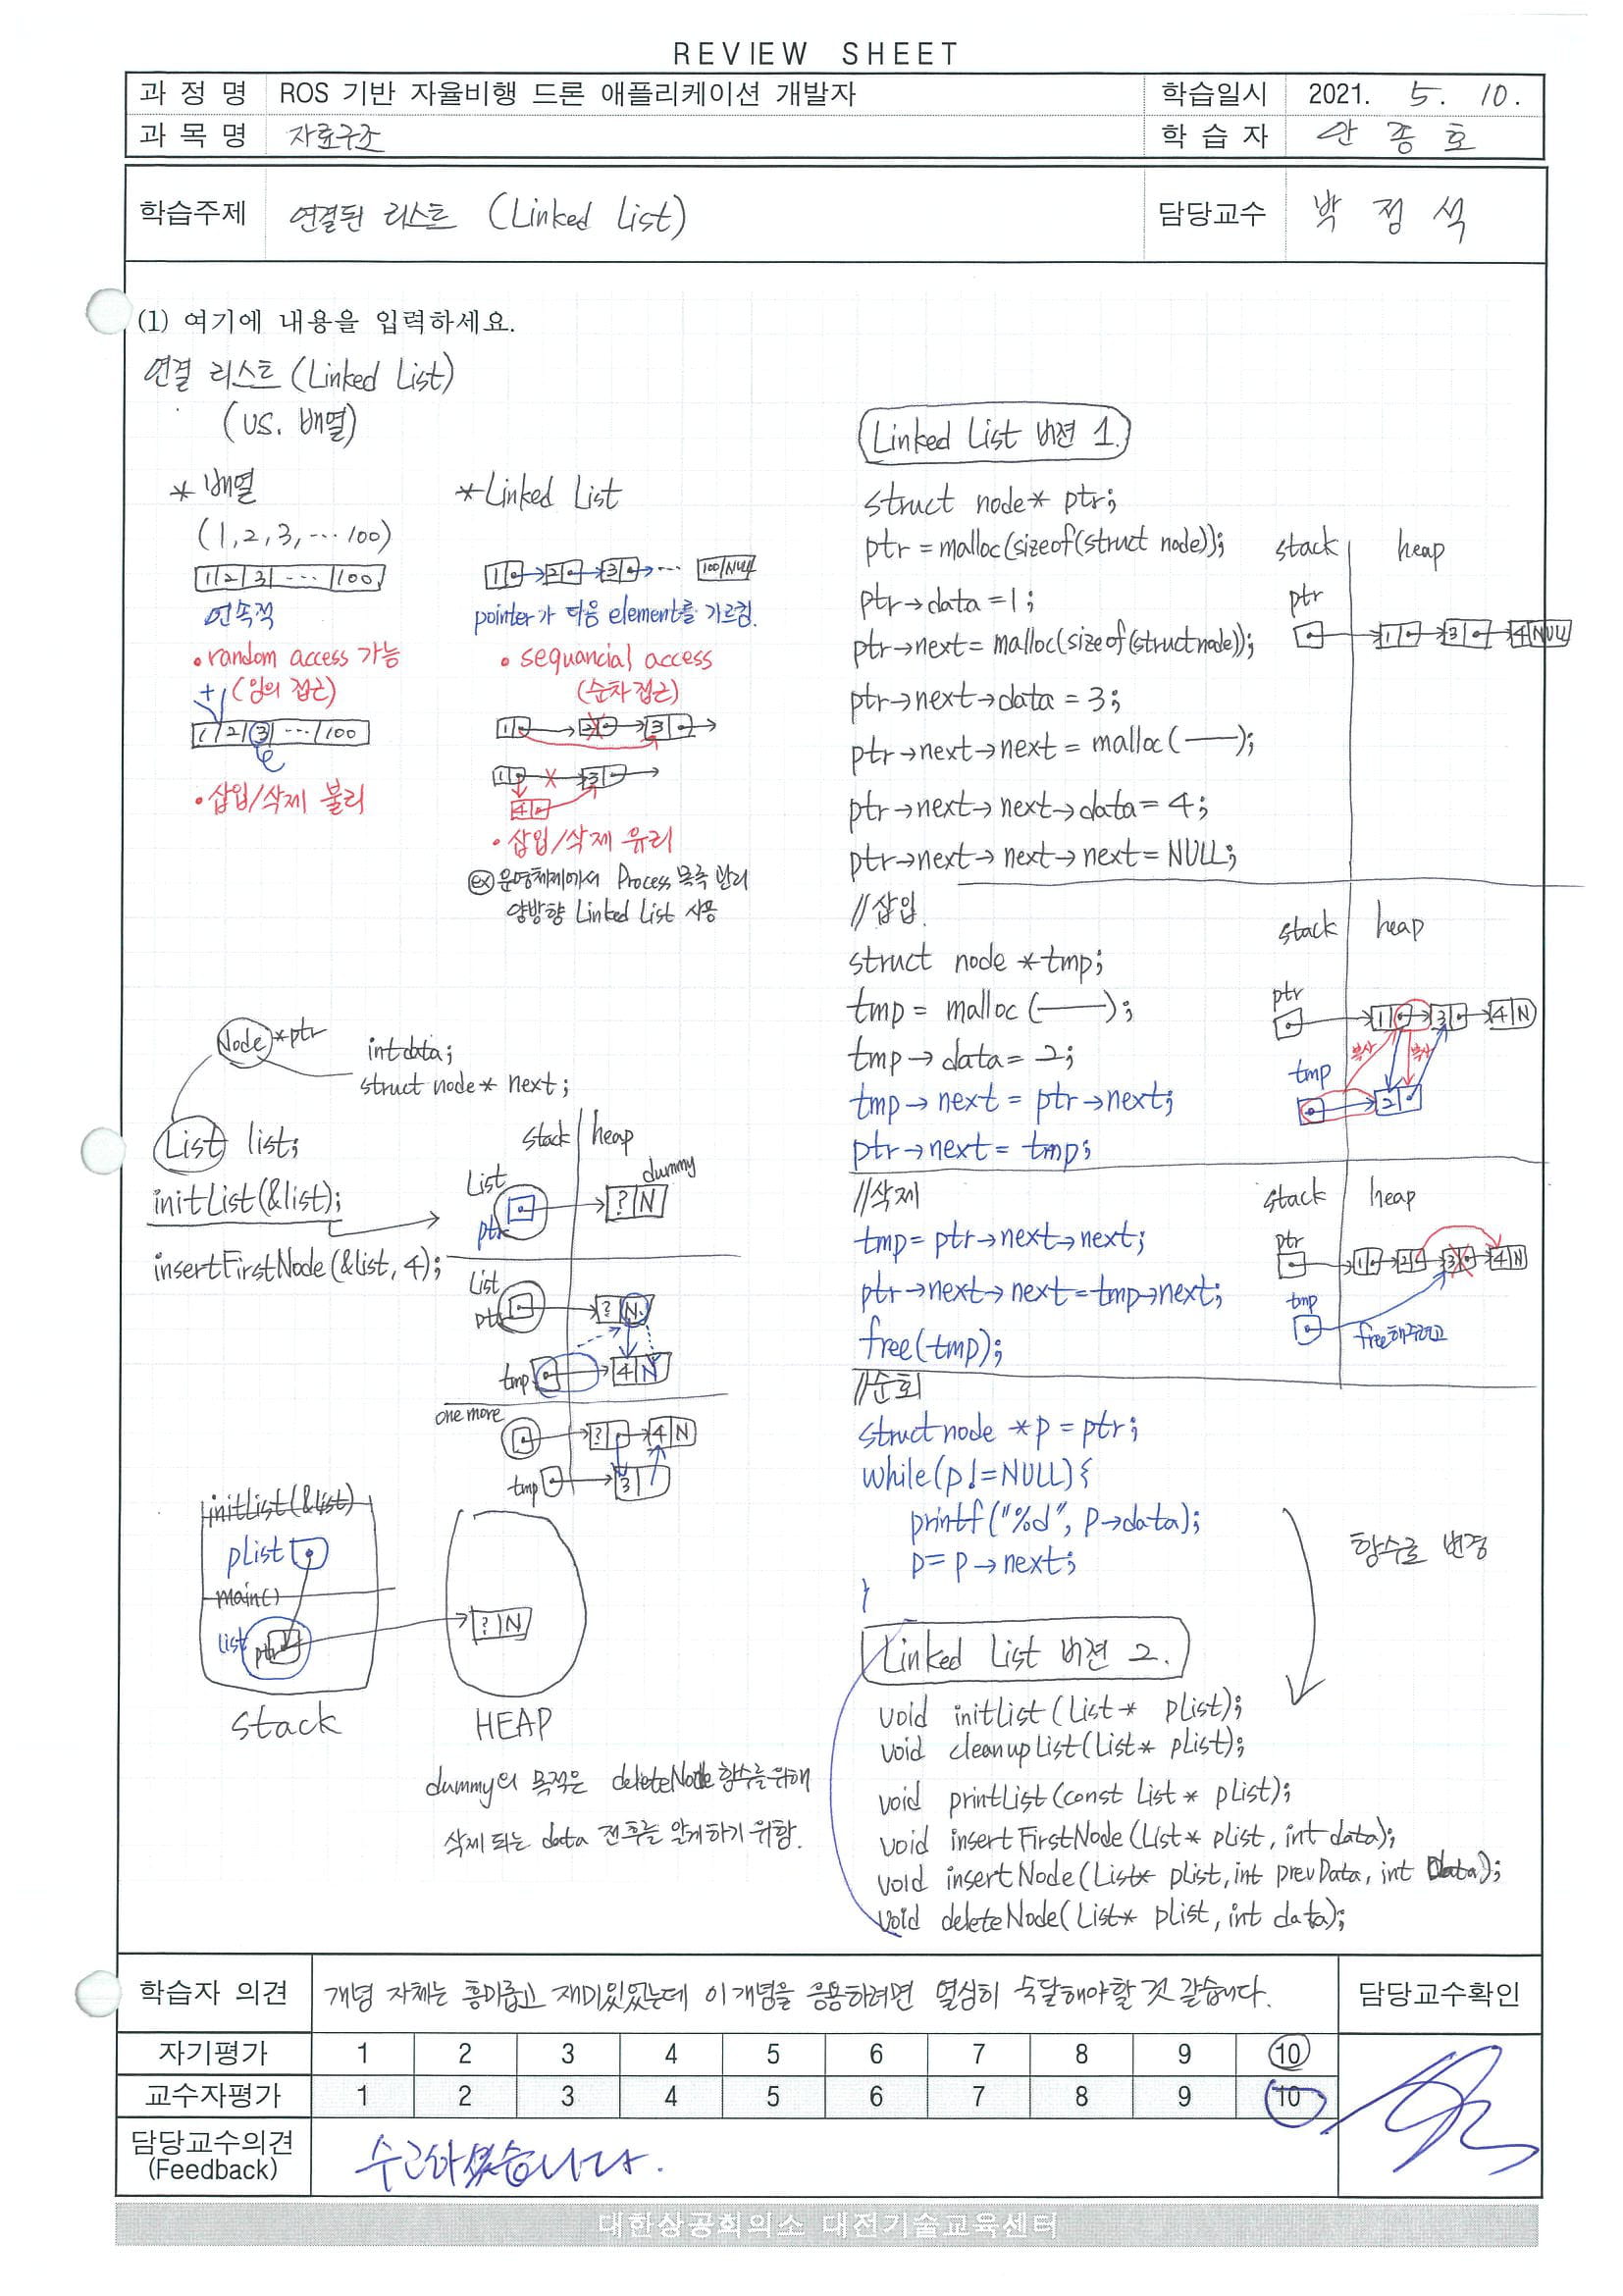 REVIEW SHEET
과 정 명 ROS 기반 자율비행 드론 애플리케이션 개발자 학습일시 2021. 5. 10.
과 목 명 자료구조 학 습 자 안 종 호
학습주제 연결된 리스트 (Linked List) 담당교수 박 정 석
(1) 여기에 내용을 입력하세요.
연결 리스트 (Linked List)
(vs. 배열)
* 배열
(1, 2, 3, ... 100)
1 2 3 ... 100
연속적
• random access 가능
(임의 접근)
+
1 2 3 ... 100
• 삽입/삭제 불리
* Linked List
1 2 3 ... 100 NULL
pointer가 다음 element를 가르킴.
• sequancial access
(순차 접근)
1 2 3
1 3
4
• 삽입/삭제 유리
ex) 운영체제에서 Process 목록 관리
양방향 Linked List 사용
Node *ptr
int data;
struct node* next;
List list;
initList(&list);
insertFirstNode(&list, 4);
stack heap
List dummy
ptr ? N
List
ptr ? N
tmp 4 N
one more
? 4 N
tmp 3
initList(&list)
plist
main()
list ptr ? N
stack HEAP
dummy의 목적은 deleteNode 함수를 위해
삭제 되는 data 전후를 알게하기 위함.
Linked List 버젼 1.
struct node* ptr;
ptr = malloc(sizeof(struct node));
ptr→data = 1;
ptr→next = malloc(sizeof(struct node));
ptr→next→data = 3;
ptr→next→next = malloc( — );
ptr→next→next→data = 4;
ptr→next→next→next = NULL;
stack heap
ptr
1 3 4 NULL
//삽입
struct node *tmp;
tmp = malloc( — );
tmp→data = 2;
tmp→next = ptr→next;
ptr→next = tmp;
stack heap
ptr
1 3 4 N
복사 복사
tmp
2
//삭제
tmp = ptr→next→next;
ptr→next→next = tmp→next;
free(tmp);
stack heap
ptr
1 2 3 4 N
tmp
free해주려고
//순회
struct node *p = ptr;
while(p != NULL){
printf("%d", p→data);
p = p→next;
}
함수로 변경
Linked List 버젼 2.
void initList(List* plist);
void cleanupList(List* plist);
void printList(const List* plist);
void insertFirstNode(List* plist, int data);
void insertNode(List* plist, int prevData, int data);
void deleteNode(List* plist, int data);
학습자 의견 개념 자체는 흥미롭고 재미있었는데 이 개념을 응용하려면 열심히 숙달해야할 것 같습니다. 담당교수확인
자기평가 1 2 3 4 5 6 7 8 9 10
교수자평가 1 2 3 4 5 6 7 8 9 10
담당교수의견
(Feedback)
수고하셨습니다.
대한상공회의소 대전기술교육센터